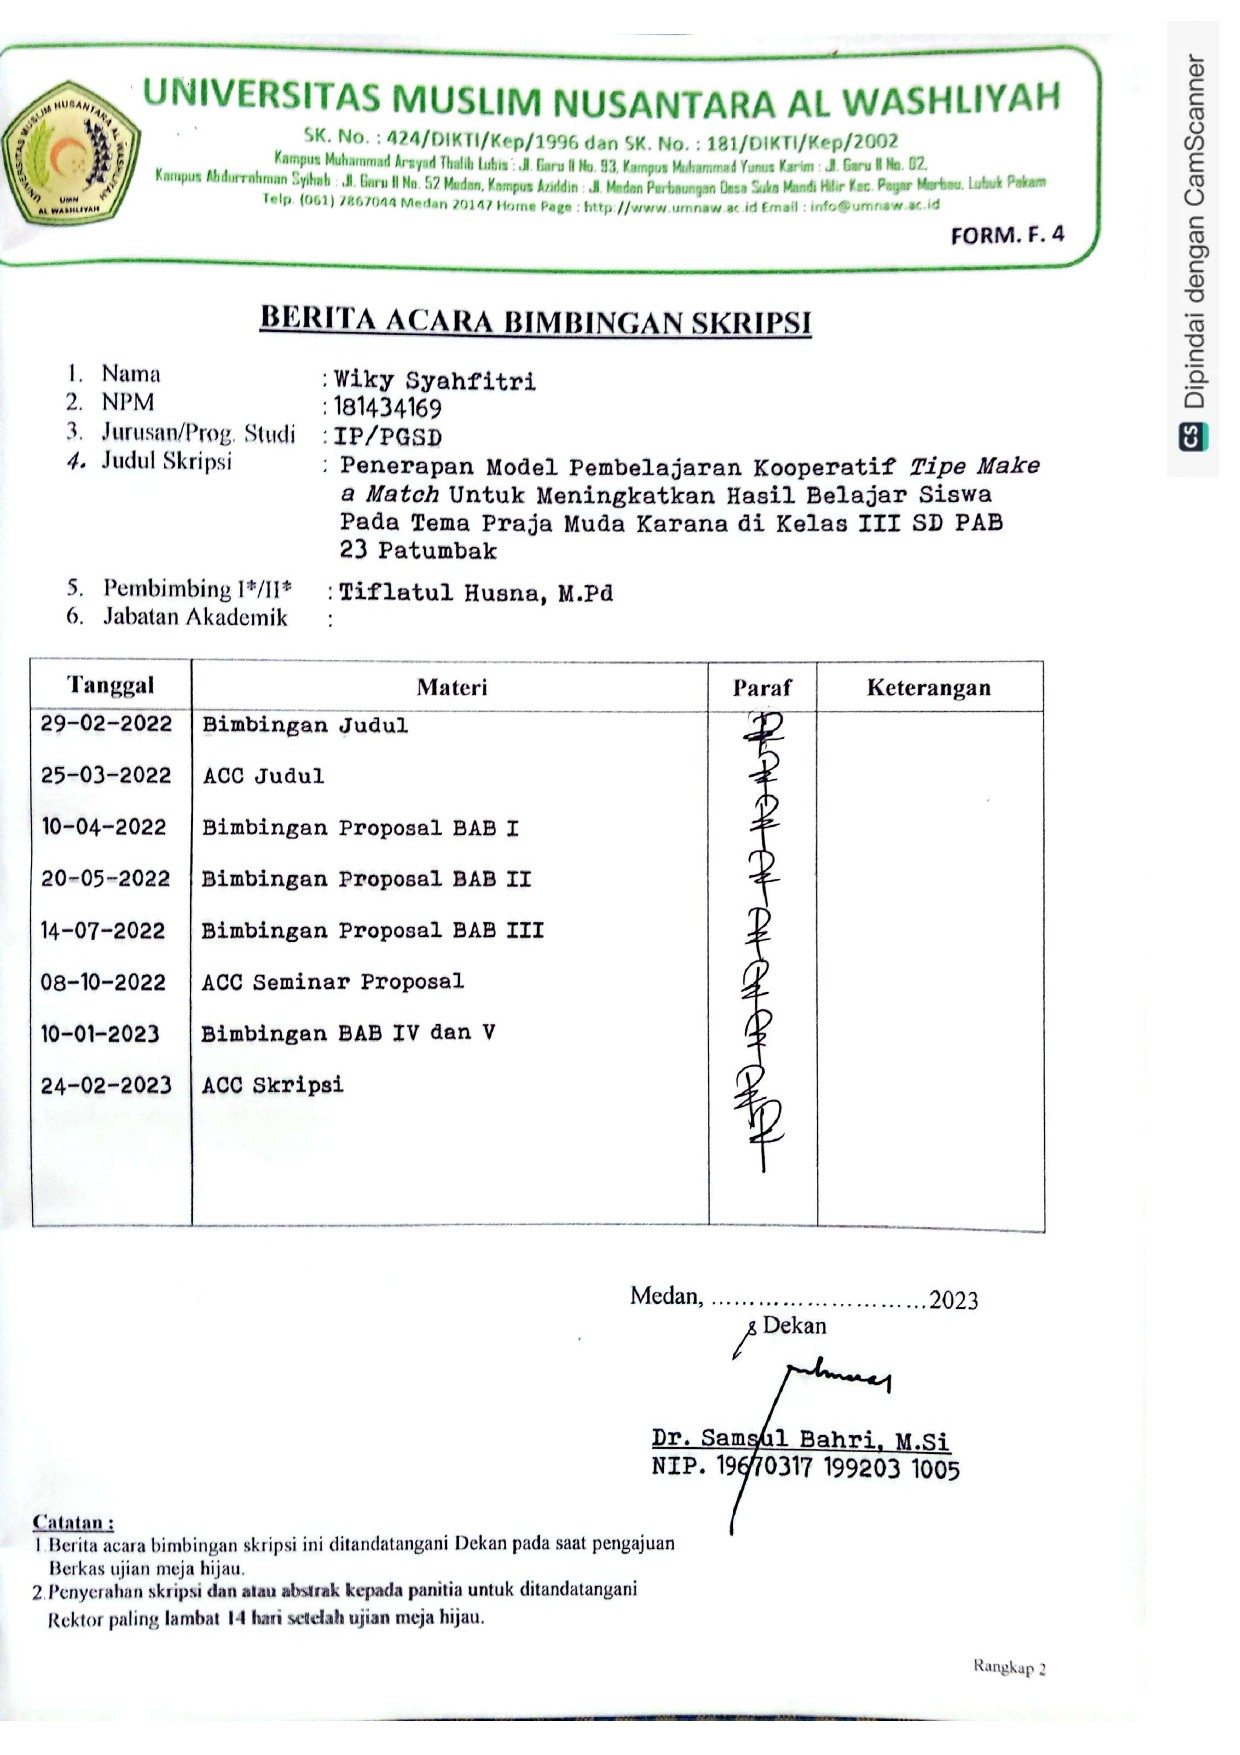 UNIVERSITAS MUSLIM NUSANTARA AL WASHLIYAH
SK. No. : 424/DIKTI/Kep/1996 dan SK. No. : 181/DIKTI/Kep/2002
Kampus Muhammad Arsyad Thalib Lubis : Jl. Garu II No. 93, Kampus Muhammad Yunus Karim : Jl. Garu II No. 02,
Kampus Abdurrahman Syihab : Jl. Garu II No. 52 Medan, Kampus Aziddin : Jl. Medan Perbaungan Desa Suka Mandi Hilir Kec. Pagar Merbau, Lubuk Pakam
Telp. (061) 7867044 Medan 20147 Home Page : http://www.umnaw.ac.id Email : info@umnaw.ac.id
FORM. F. 4
UNIVERSITAS MUSLIM NUSANTARA AL WASHLIYAH
UMN
AL WASHLIYAH
CS Dipindai dengan CamScanner
BERITA ACARA BIMBINGAN SKRIPSI
1. Nama : Wiky Syahfitri
2. NPM : 181434169
3. Jurusan/Prog. Studi : IP/PGSD
4. Judul Skripsi : Penerapan Model Pembelajaran Kooperatif Tipe Make
a Match Untuk Meningkatkan Hasil Belajar Siswa
Pada Tema Praja Muda Karana di Kelas III SD PAB
23 Patumbak
5. Pembimbing I*/II* : Tiflatul Husna, M.Pd
6. Jabatan Akademik :
Tanggal Materi Paraf Keterangan
29-02-2022 Bimbingan Judul
25-03-2022 ACC Judul
10-04-2022 Bimbingan Proposal BAB I
20-05-2022 Bimbingan Proposal BAB II
14-07-2022 Bimbingan Proposal BAB III
08-10-2022 ACC Seminar Proposal
10-01-2023 Bimbingan BAB IV dan V
24-02-2023 ACC Skripsi
Medan, ..............................2023
Dekan
Dr. Samsul Bahri, M.Si
NIP. 19670317 199203 1005
Catatan :
1.Berita acara bimbingan skripsi ini ditandatangani Dekan pada saat pengajuan
Berkas ujian meja hijau.
2.Penyerahan skripsi dan atau abstrak kepada panitia untuk ditandatangani
Rektor paling lambat 14 hari setelah ujian meja hijau.
Rangkap 2